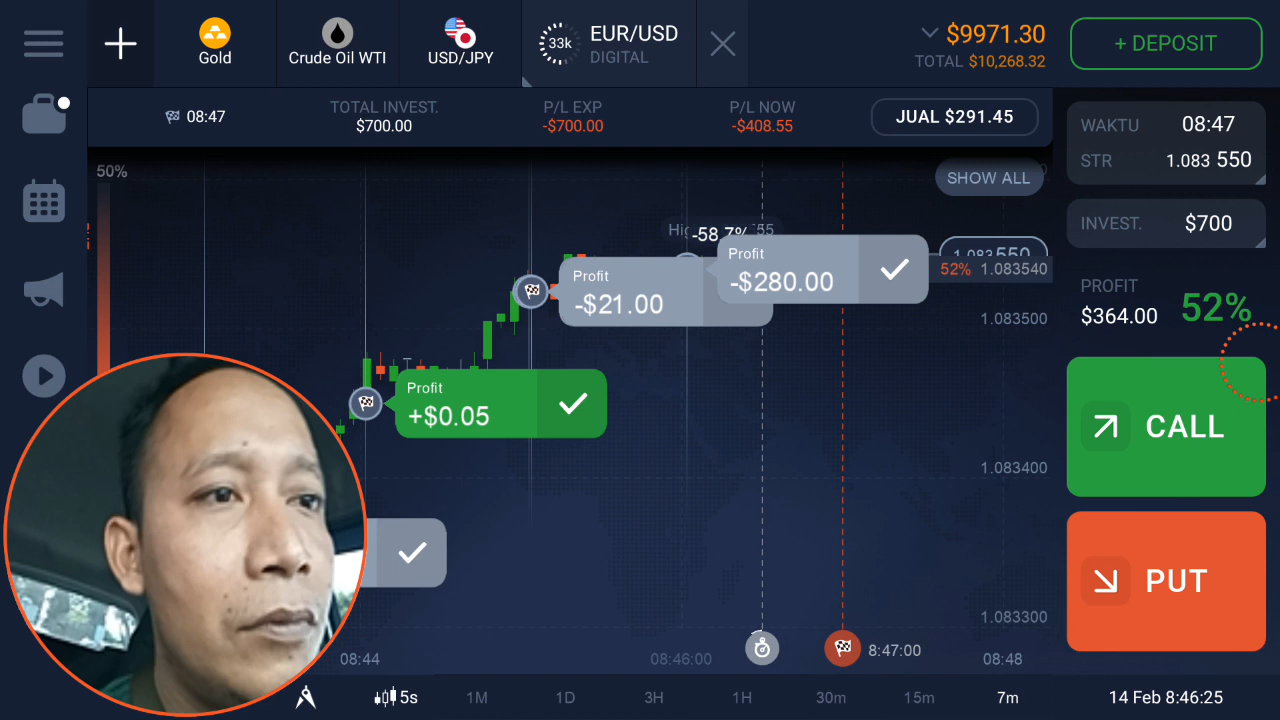 Gold
Crude Oil WTI
USD/JPY
33k
EUR/USD
DIGITAL
$9971.30
TOTAL $10,268.32
+ DEPOSIT
08:47
TOTAL INVEST.
$700.00
P/L EXP
-$700.00
P/L NOW
-$408.55
JUAL $291.45
WAKTU 08:47
STR 1.083 550
50%
SHOW ALL
INVEST. $700
-58.7%
Profit
-$280.00
Profit
-$21.00
1.083550
52% 1.083540
PROFIT
$364.00 52%
1.083500
Profit
+$0.05
CALL
1.083400
PUT
1.083300
08:44
08:46:00
8:47:00
08:48
5s
1M
1D
3H
1H
30m
15m
7m
14 Feb 8:46:25